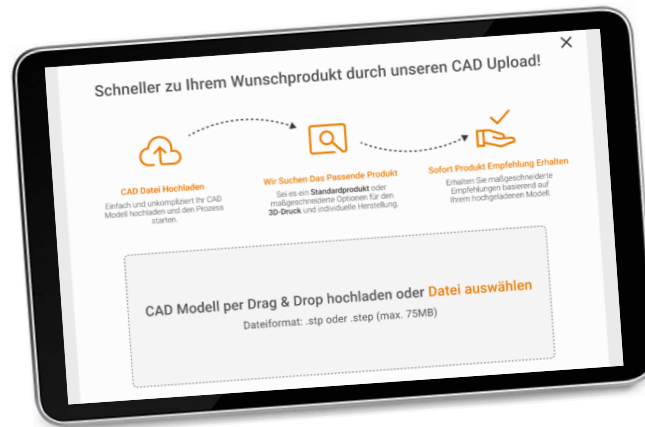 Schneller zu Ihrem Wunschprodukt durch unseren CAD Upload!
CAD Datei Hochladen
Einfach und unkompliziert Ihr CAD
Modell hochladen und den Prozess
starten.
Wir Suchen Das Passende Produkt
Sei es ein Standardprodukt oder
maßgeschneiderte Optionen für den
3D-Druck und individuelle Herstellung.
Sofort Produkt Empfehlung Erhalten
Erhalten Sie maßgeschneiderte
Empfehlungen basierend auf
Ihrem hochgeladenen Modell.
CAD Modell per Drag & Drop hochladen oder Datei auswählen
Dateiformat: .stp oder .step (max. 75MB)